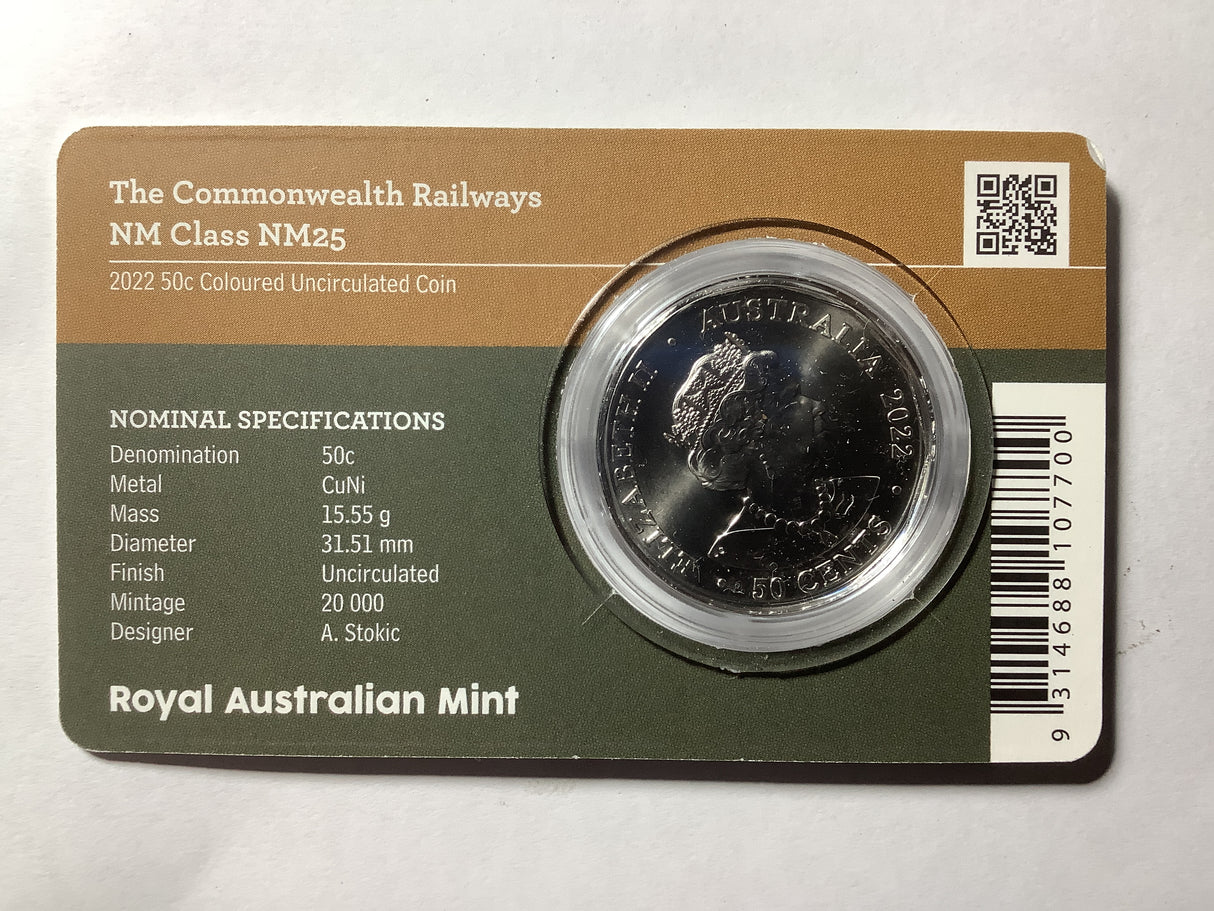 The Commonwealth Railways
NM Class NM25
2022 50c Coloured Uncirculated Coin
NOMINAL SPECIFICATIONS
Denomination 50c
Metal CuNi
Mass 15.55 g
Diameter 31.51 mm
Finish Uncirculated
Mintage 20 000
Designer A. Stokic
Royal Australian Mint
ELIZABETH II • AUSTRALIA 2022 •
50 CENTS
9 314688 107700